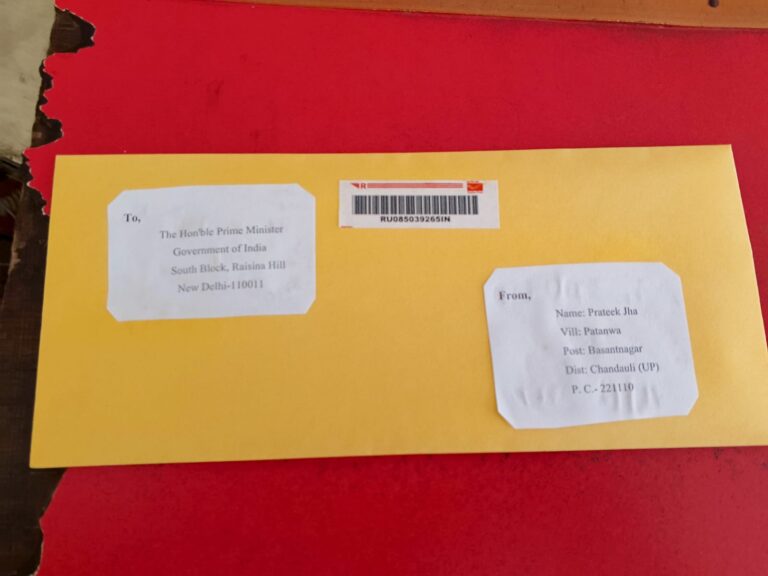 To,
The Hon'ble Prime Minister
Government of India
South Block, Raisina Hill
New Delhi-110011
R
RU085039265IN
From,
Name: Prateek Jha
Vill: Patanwa
Post: Basantnagar
Dist: Chandauli (UP)
P. C.- 221110